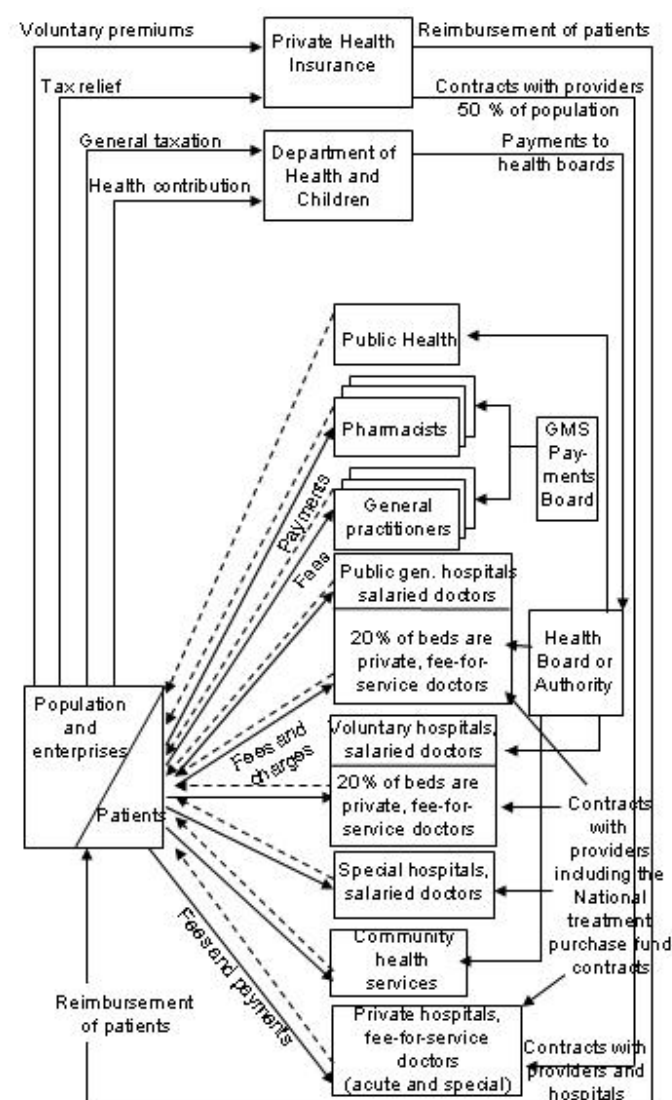 Voluntary premiums
Private Health
Insurance
Reimbursement of patients
Tax relief
Contracts with providers
50 % of population
General taxation
Department of
Health and
Children
Payments to
health boards
Health contribution
Public Health
Pharmacists
GMS
Pay-
ments
Board
Payments
General
practitioners
Fees
Public gen. hospitals
salaried doctors
20% of beds are
private, fee-for-
service doctors
Health
Board or
Authority
Population
and
enterprises
Patients
Fees and
charges
Voluntary hospitals,
salaried doctors
20% of beds are
private, fee-for-
service doctors
Contracts
with
providers
including the
National
treatment
purchase fund
contracts
Special hospitals,
salaried doctors
Community
health
services
Fees and payments
Reimbursement
of patients
Private hospitals,
fee-for-service
doctors
(acute and special)
Contracts with
providers and
hospitals